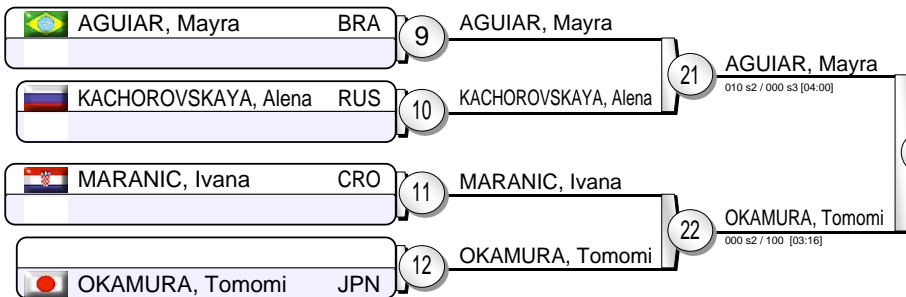 AGUIAR, Mayra BRA
9
AGUIAR, Mayra
KACHOROVSKAYA, Alena RUS
10
KACHOROVSKAYA, Alena
21
AGUIAR, Mayra
010 s2 / 000 s3 [04:00]
MARANIC, Ivana CRO
11
MARANIC, Ivana
OKAMURA, Tomomi JPN
12
OKAMURA, Tomomi
22
OKAMURA, Tomomi
000 s2 / 100 [03:16]